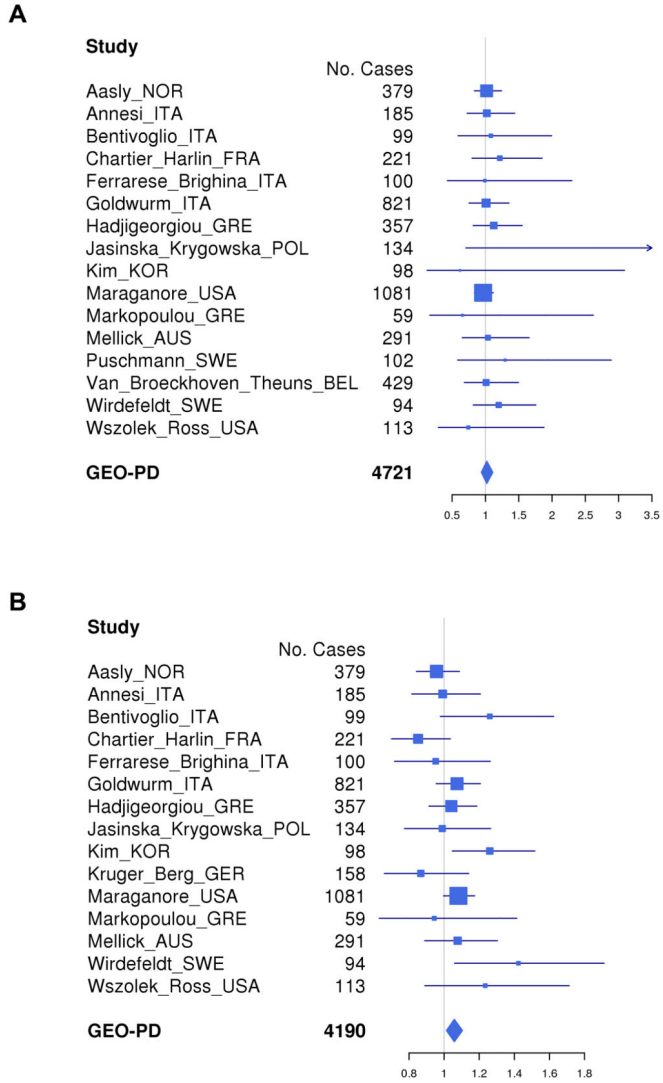 A
Study
No. Cases
Aasly_NOR 379
Annesi_ITA 185
Bentivoglio_ITA 99
Chartier_Harlin_FRA 221
Ferrarese_Brighina_ITA 100
Goldwurm_ITA 821
Hadjigeorgiou_GRE 357
Jasinska_Krygowska_POL 134
Kim_KOR 98
Maraganore_USA 1081
Markopoulou_GRE 59
Mellick_AUS 291
Puschmann_SWE 102
Van_Broeckhoven_Theuns_BEL 429
Wirdefeldt_SWE 94
Wszolek_Ross_USA 113
GEO-PD 4721
0.5 1 1.5 2 2.5 3 3.5
B
Study
No. Cases
Aasly_NOR 379
Annesi_ITA 185
Bentivoglio_ITA 99
Chartier_Harlin_FRA 221
Ferrarese_Brighina_ITA 100
Goldwurm_ITA 821
Hadjigeorgiou_GRE 357
Jasinska_Krygowska_POL 134
Kim_KOR 98
Kruger_Berg_GER 158
Maraganore_USA 1081
Markopoulou_GRE 59
Mellick_AUS 291
Wirdefeldt_SWE 94
Wszolek_Ross_USA 113
GEO-PD 4190
0.8 1 1.2 1.4 1.6 1.8